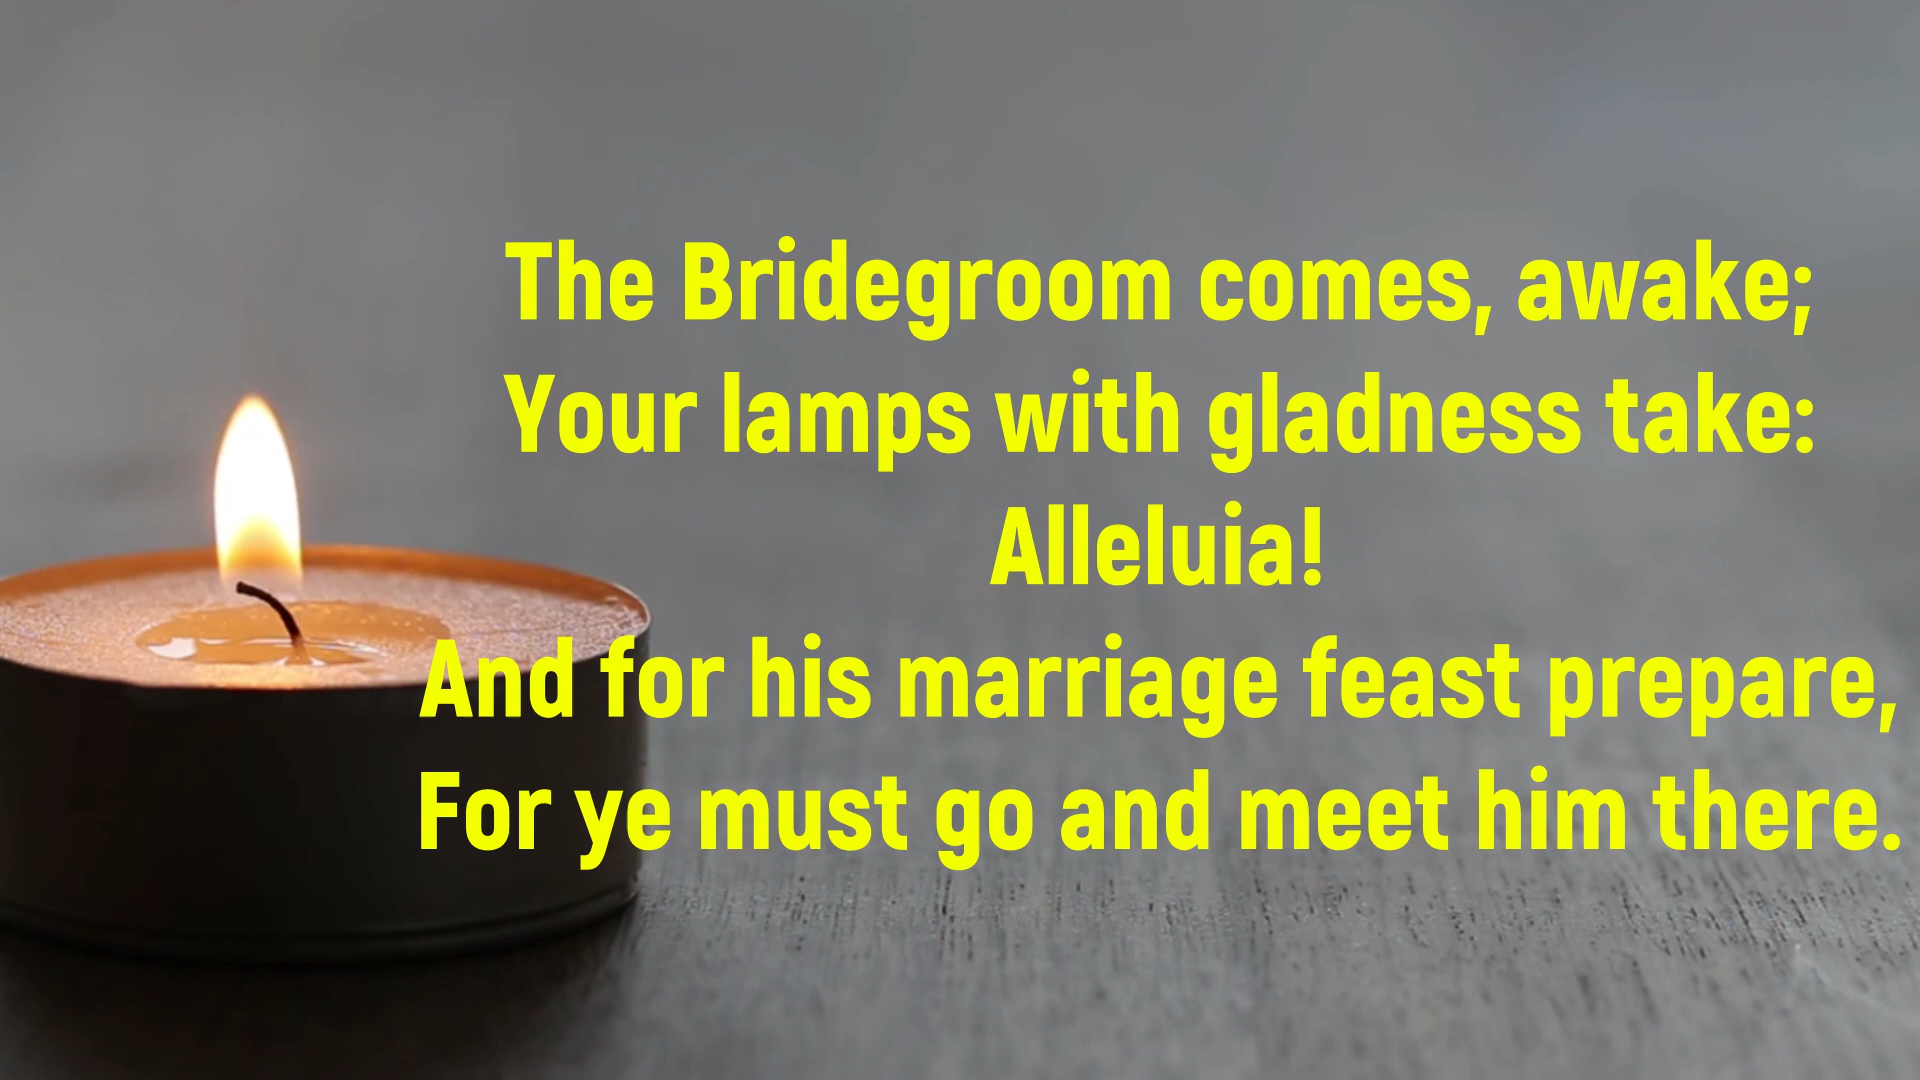 The Bridegroom comes, awake;
Your lamps with gladness take:
Alleluia!
And for his marriage feast prepare,
For ye must go and meet him there.